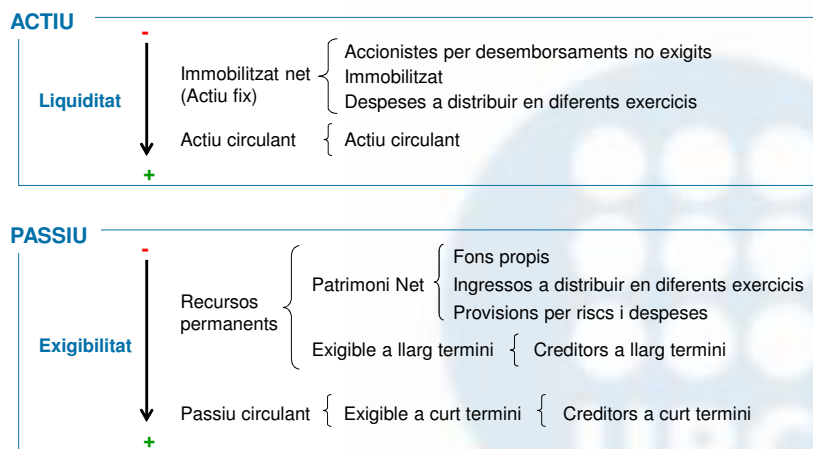 ACTIU
-
Accionistes per desemborsaments no exigits
Immobilitzat net
(Actiu fix)
Immobilitzat
Liquiditat
Despeses a distribuir en diferents exercicis
Actiu circulant
Actiu circulant
+
PASSIU
-
Fons propis
Patrimoni Net
Ingressos a distribuir en diferents exercicis
Recursos
permanents
Provisions per riscs i despeses
Exigibilitat
Exigible a llarg termini
Creditors a llarg termini
Passiu circulant
Exigible a curt termini
Creditors a curt termini
+